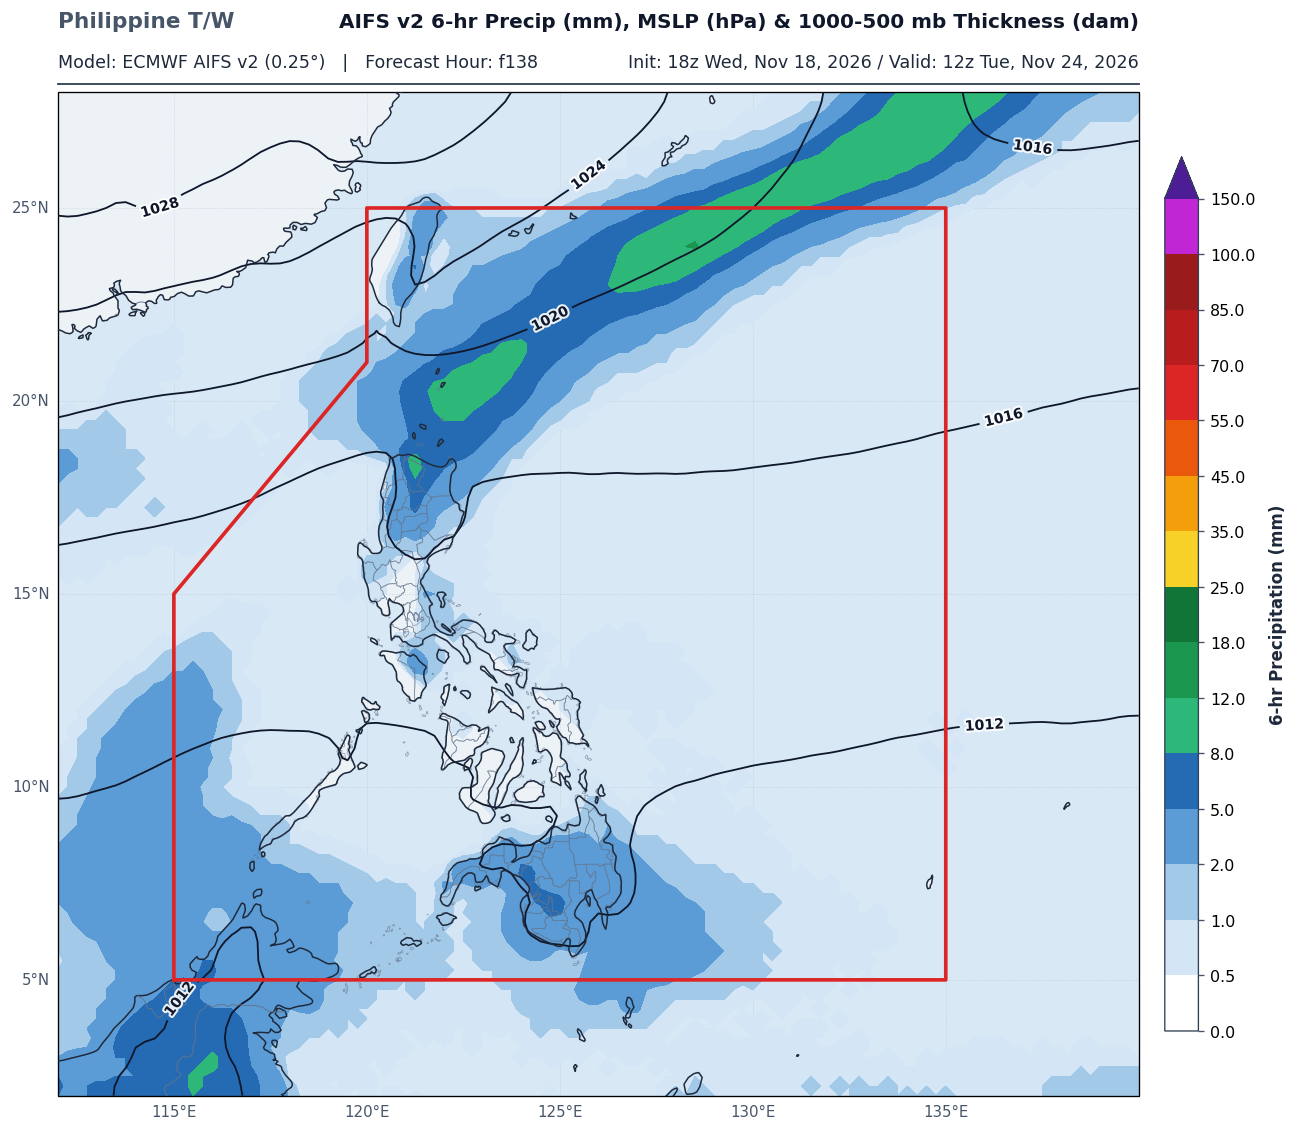 Philippine T/W
AIFS v2 6-hr Precip (mm), MSLP (hPa) & 1000-500 mb Thickness (dam)
Model: ECMWF AIFS v2 (0.25°) | Forecast Hour: f138
Init: 18z Wed, Nov 18, 2026 / Valid: 12z Tue, Nov 24, 2026
1016
1024
1028
1020
1016
1012
1012
25°N
20°N
15°N
10°N
5°N
115°E
120°E
125°E
130°E
135°E
150.0
100.0
85.0
70.0
55.0
45.0
35.0
25.0
18.0
12.0
8.0
5.0
2.0
1.0
0.5
0.0
6-hr Precipitation (mm)